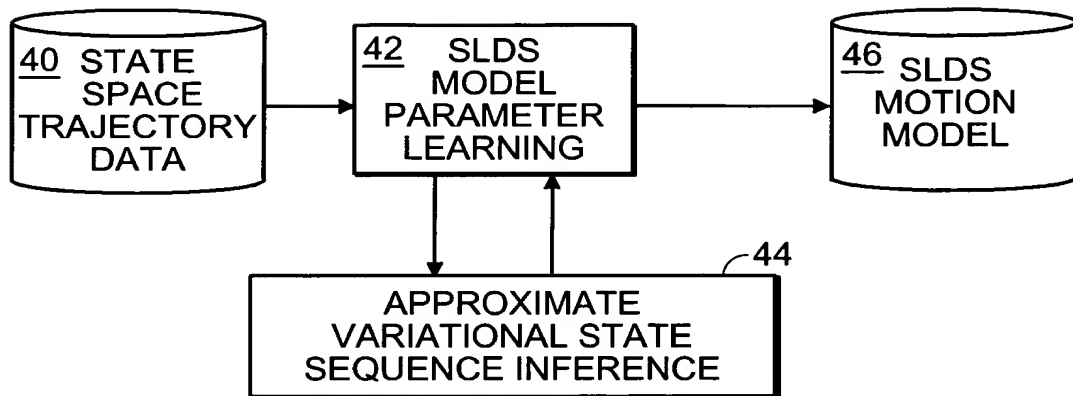 40 STATE
SPACE
TRAJECTORY
DATA
42 SLDS
MODEL
PARAMETER
LEARNING
46 SLDS
MOTION
MODEL
44
APPROXIMATE
VARIATIONAL STATE
SEQUENCE INFERENCE